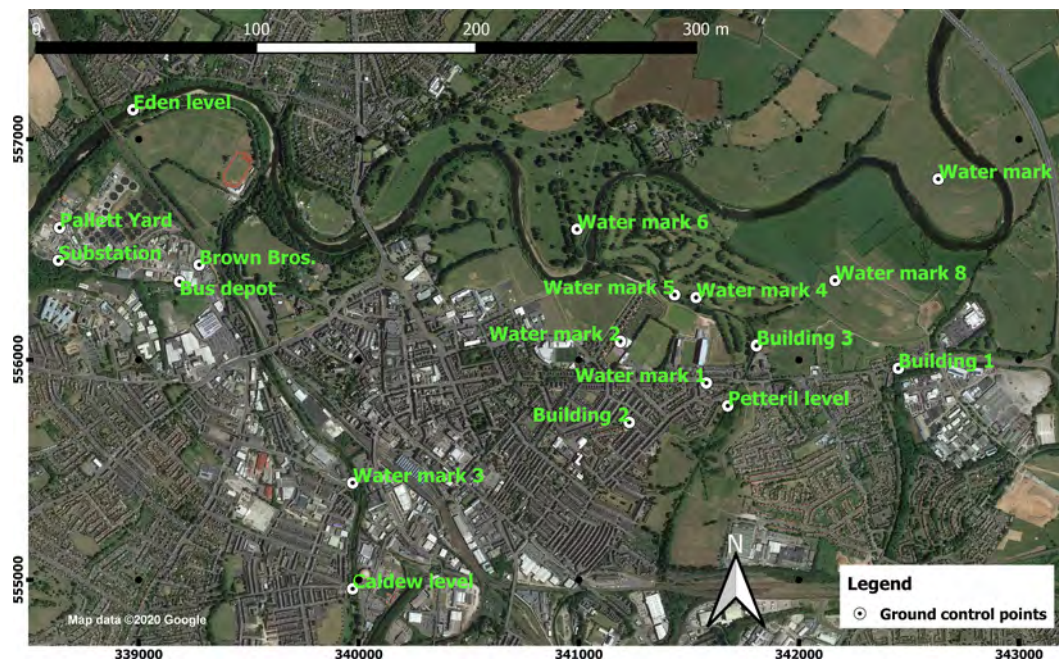 0 100 200 300 m
Eden level
557000
Water mark
Pallett Yard
Water mark 6
Substation
Brown Bros.
Bus depot
Water mark 8
Water mark 5
Water mark 4
Water mark 2
Building 3
556000
Building 1
Water mark 1
Petteril level
Building 2
Water mark 3
N
555000
Caldew level
Legend
Ground control points
Map data ©2020 Google
339000 340000 341000 342000 343000